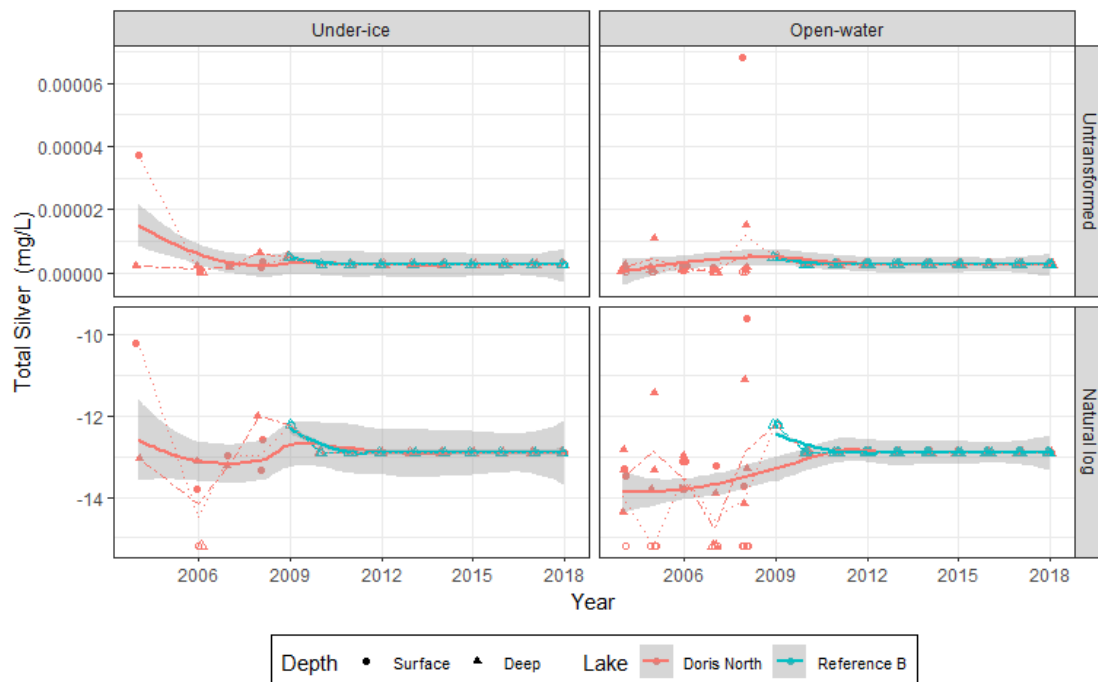 Under-ice Open-water
0.00006
0.00004
0.00002
0.00000
Untransformed
Total Silver (mg/L)
-10
-12
-14
Natural log
2006 2009 2012 2015 2018 2006 2009 2012 2015 2018
Year
Depth Surface Deep Lake Doris North Reference B